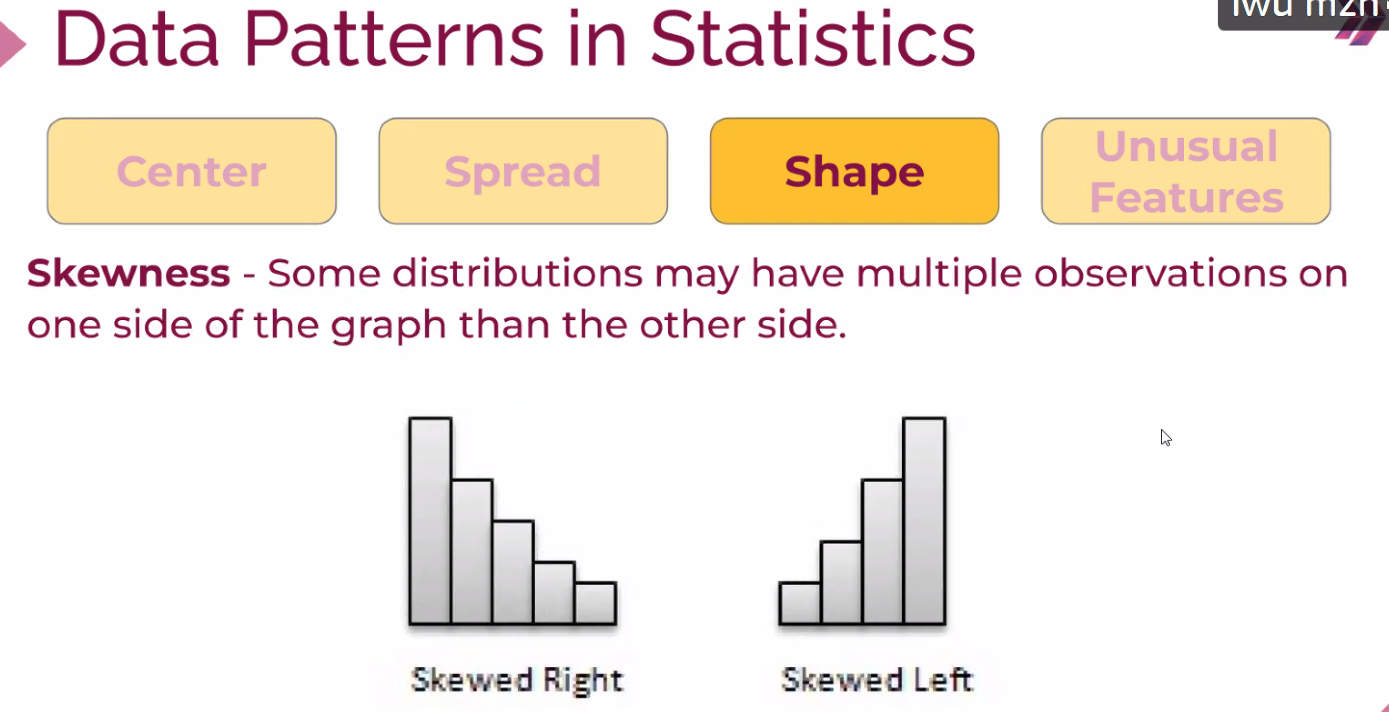 Data Patterns in Statistics
Center
Spread
Shape
Unusual
Features
Skewness - Some distributions may have multiple observations on
one side of the graph than the other side.
Skewed Right
Skewed Left